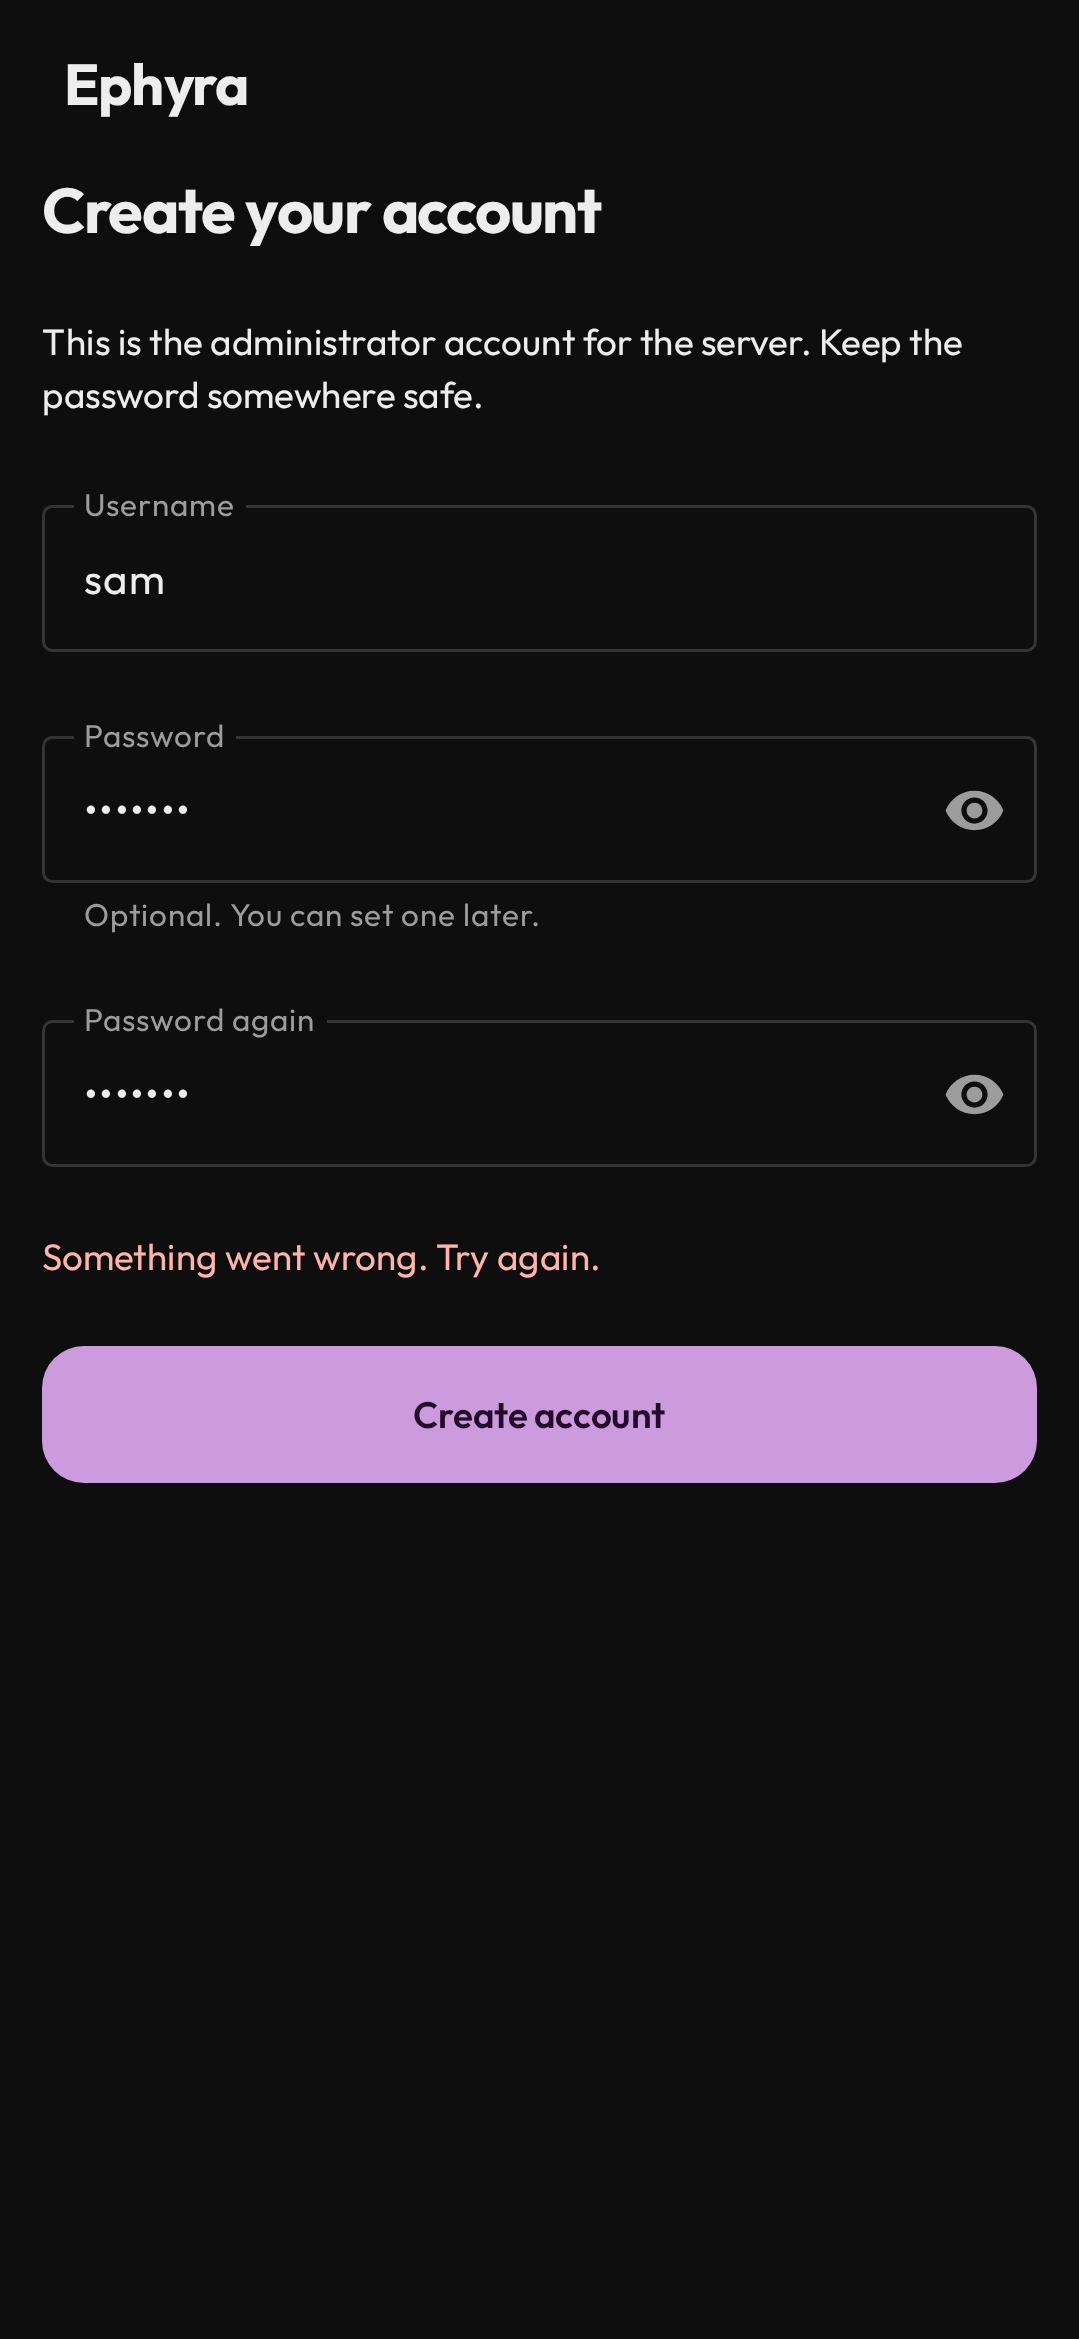 Ephyra
Create your account
This is the administrator account for the server. Keep the
password somewhere safe.
Username
sam
Password
•••••••
Optional. You can set one later.
Password again
•••••••
Something went wrong. Try again.
Create account